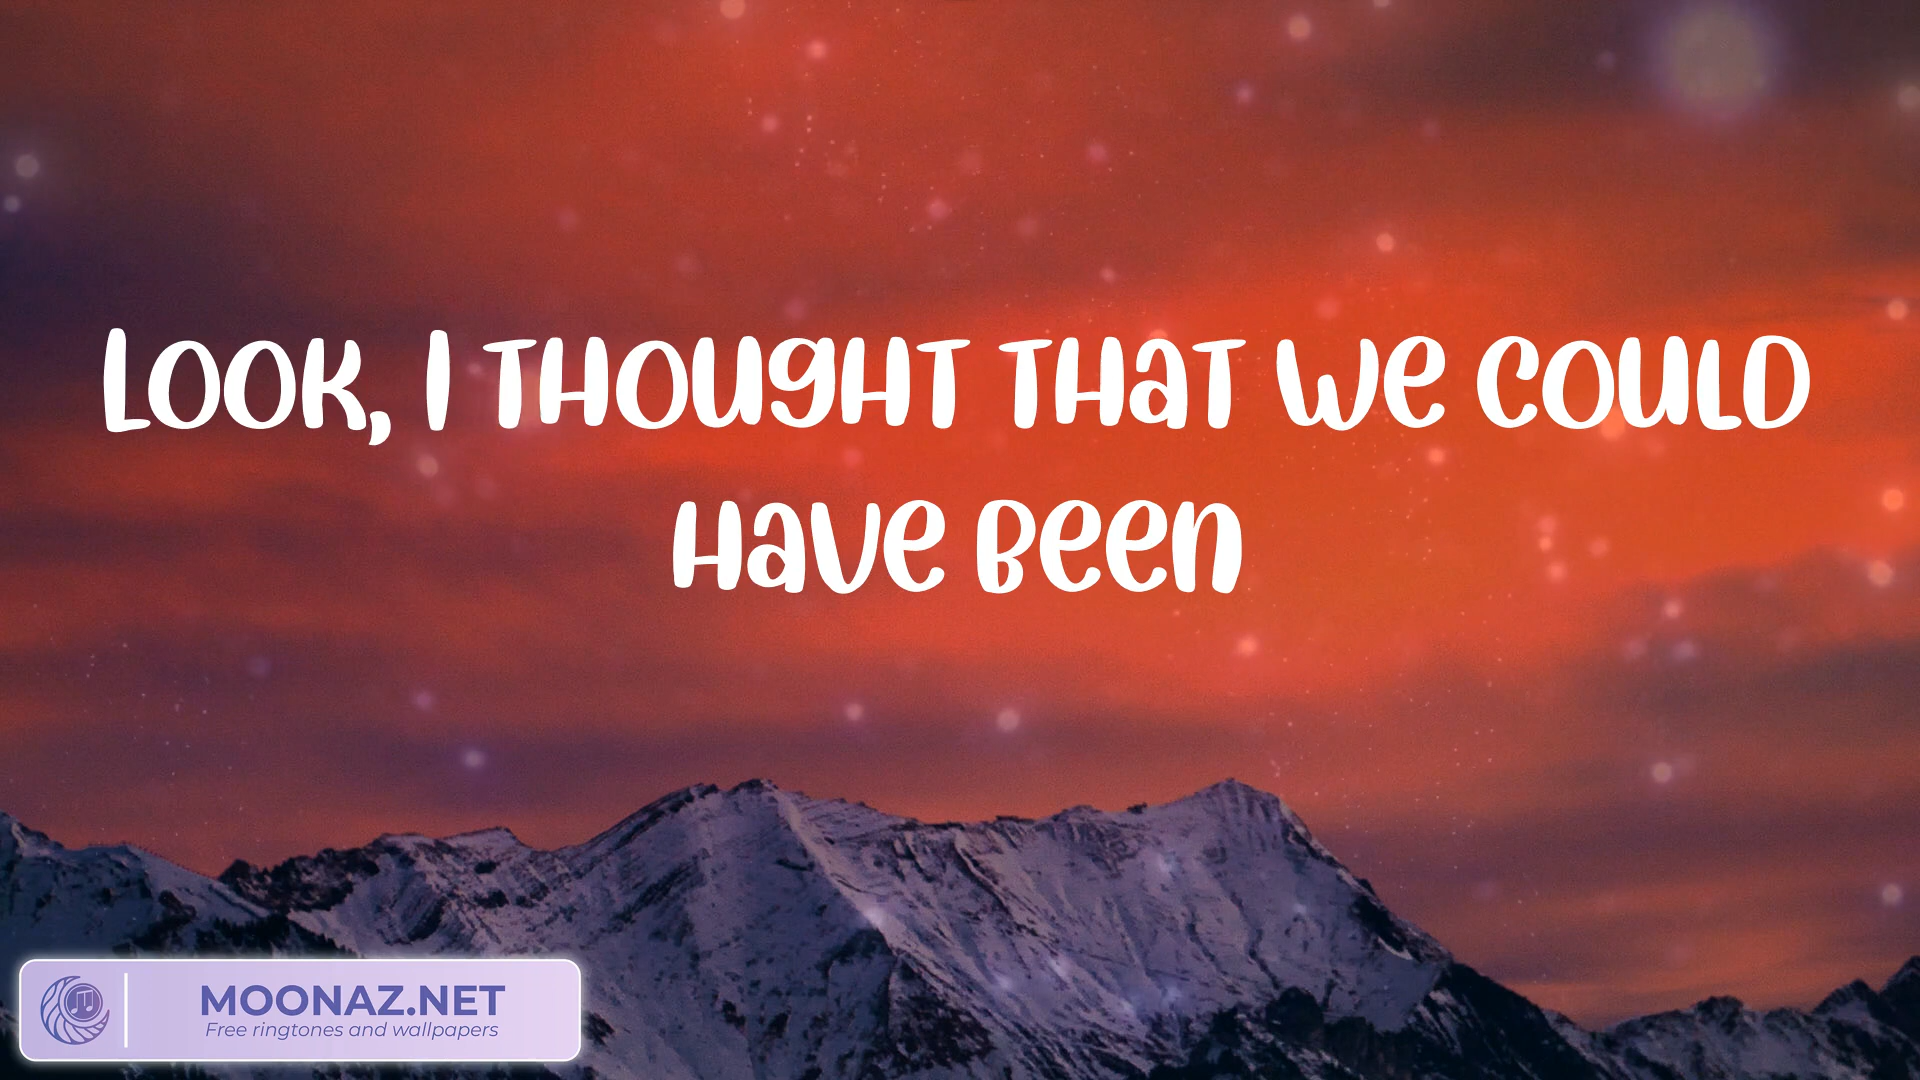 LOOK, I THOUGHT THAT WE COULD
HAVE BEEN
MOONAZ.NET
Free ringtones and wallpapers